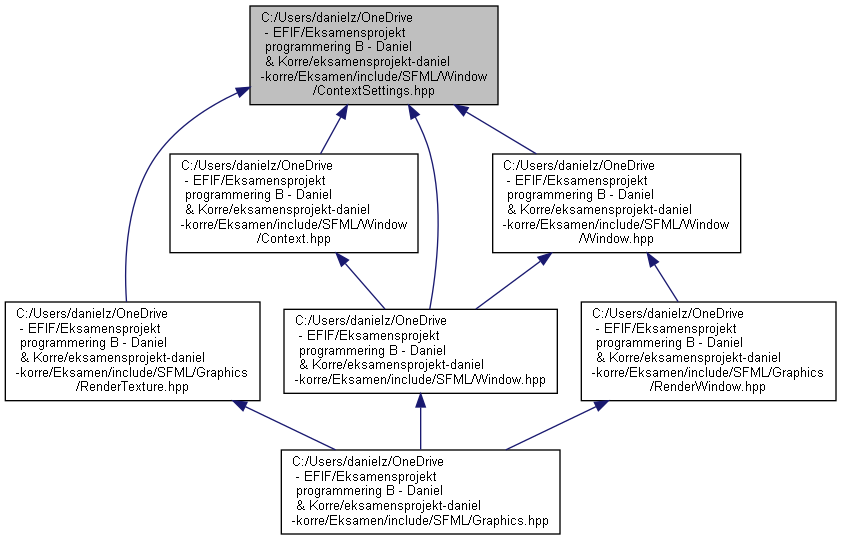 C:/Users/danielz/OneDrive
- EFIF/Eksamensprojekt
programmering B - Daniel
& Korre/eksamensprojekt-daniel
-korre/Eksamen/include/SFML/Window
/ContextSettings.hpp
C:/Users/danielz/OneDrive
- EFIF/Eksamensprojekt
programmering B - Daniel
& Korre/eksamensprojekt-daniel
-korre/Eksamen/include/SFML/Window
/Context.hpp
C:/Users/danielz/OneDrive
- EFIF/Eksamensprojekt
programmering B - Daniel
& Korre/eksamensprojekt-daniel
-korre/Eksamen/include/SFML/Window
/Window.hpp
C:/Users/danielz/OneDrive
- EFIF/Eksamensprojekt
programmering B - Daniel
& Korre/eksamensprojekt-daniel
-korre/Eksamen/include/SFML/Graphics
/RenderTexture.hpp
C:/Users/danielz/OneDrive
- EFIF/Eksamensprojekt
programmering B - Daniel
& Korre/eksamensprojekt-daniel
-korre/Eksamen/include/SFML/Window.hpp
C:/Users/danielz/OneDrive
- EFIF/Eksamensprojekt
programmering B - Daniel
& Korre/eksamensprojekt-daniel
-korre/Eksamen/include/SFML/Graphics
/RenderWindow.hpp
C:/Users/danielz/OneDrive
- EFIF/Eksamensprojekt
programmering B - Daniel
& Korre/eksamensprojekt-daniel
-korre/Eksamen/include/SFML/Graphics.hpp